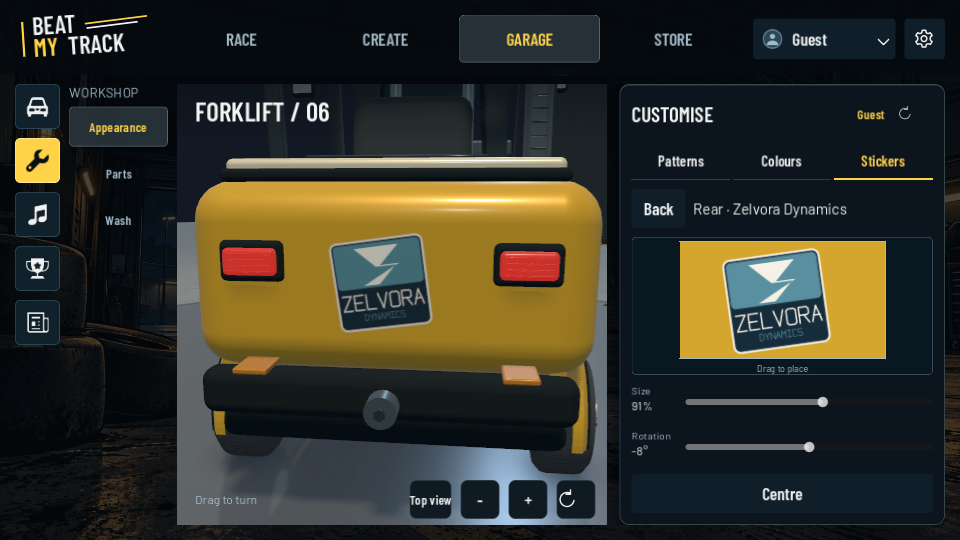 BEAT
MY TRACK
RACE
CREATE
GARAGE
STORE
Guest
WORKSHOP
Appearance
Parts
Wash
FORKLIFT / 06
ZELVORA
DYNAMICS
Drag to turn
Top view
-
+
CUSTOMISE
Guest
Patterns
Colours
Stickers
Back
Rear · Zelvora Dynamics
ZELVORA
DYNAMICS
Drag to place
Size
91%
Rotation
-8°
Centre